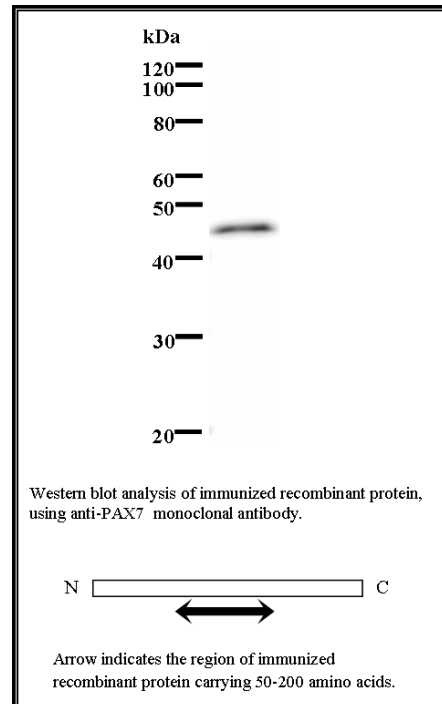 kDa
120
100
80
60
50
40
30
20
Western blot analysis of immunized recombinant protein,
using anti-PAX7 monoclonal antibody.
N C
Arrow indicates the region of immunized
recombinant protein carrying 50-200 amino acids.